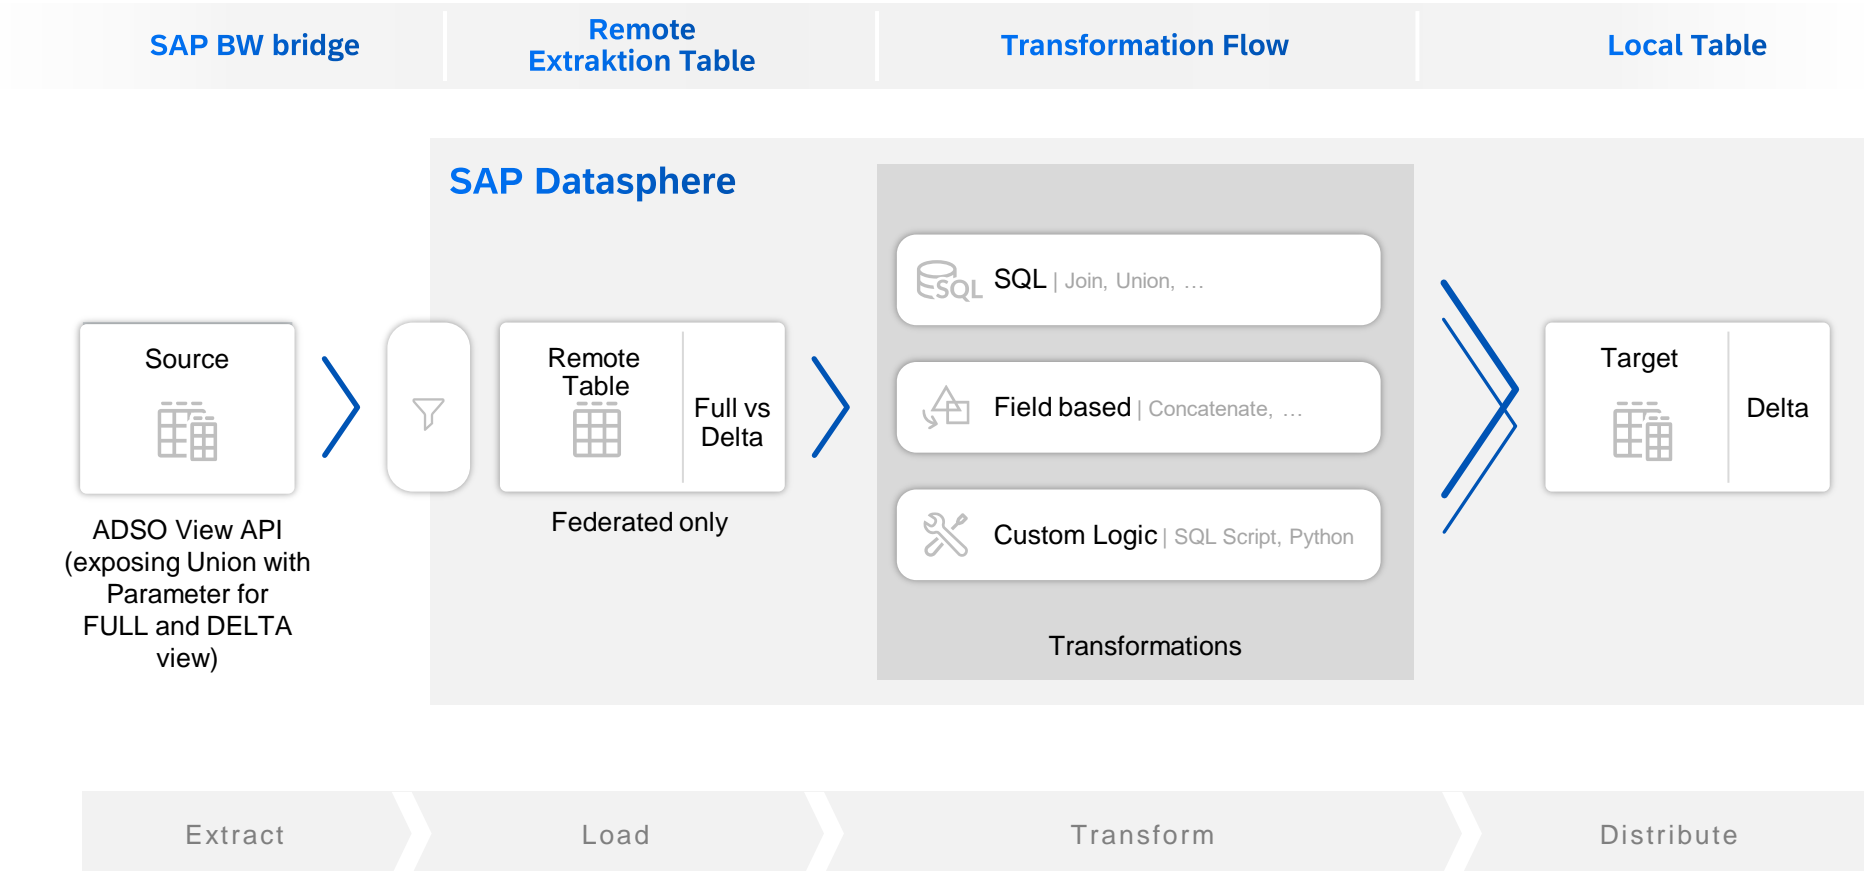 SAP BW bridge
Remote
Extraktion Table
Transformation Flow
Local Table
SAP Datasphere
Source
ADSO View API
(exposing Union with
Parameter for
FULL and DELTA
view)
Remote
Table
Full vs
Delta
Federated only
SQL | Join, Union, …
Field based | Concatenate, …
Custom Logic | SQL Script, Python
Transformations
Target
Delta
Extract
Load
Transform
Distribute